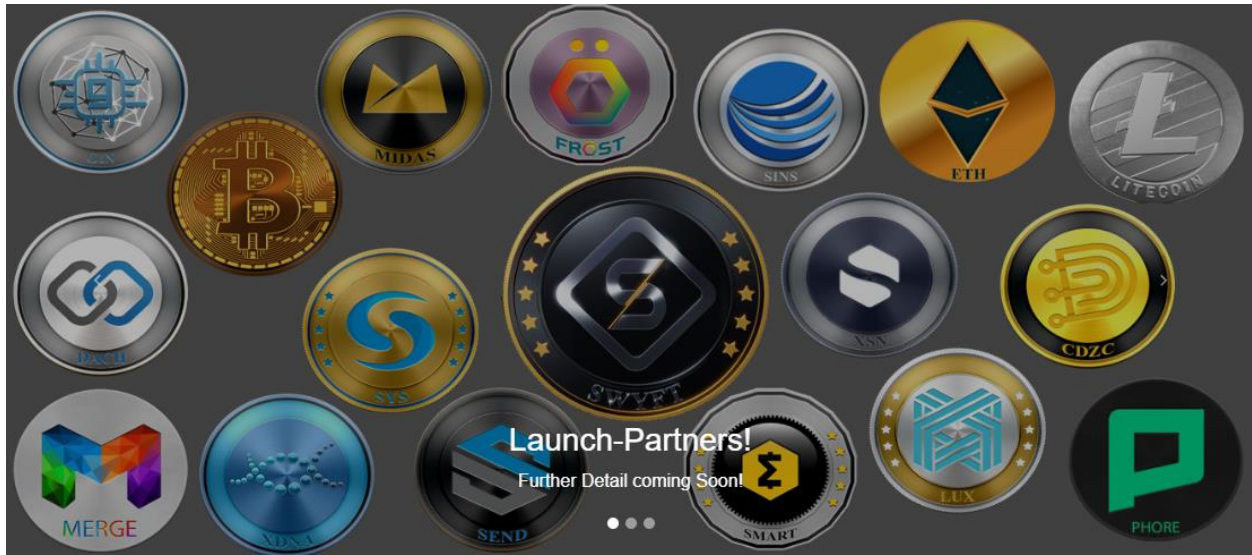 GIN
MIDAS
FROST
SINS
ETH
LITECOIN
DACH
SYS
SWYFT
XSN
CDZC
MERGE
XDNA
SEND
SMART
LUX
PHORE
Launch-Partners!
Further Detail coming Soon!